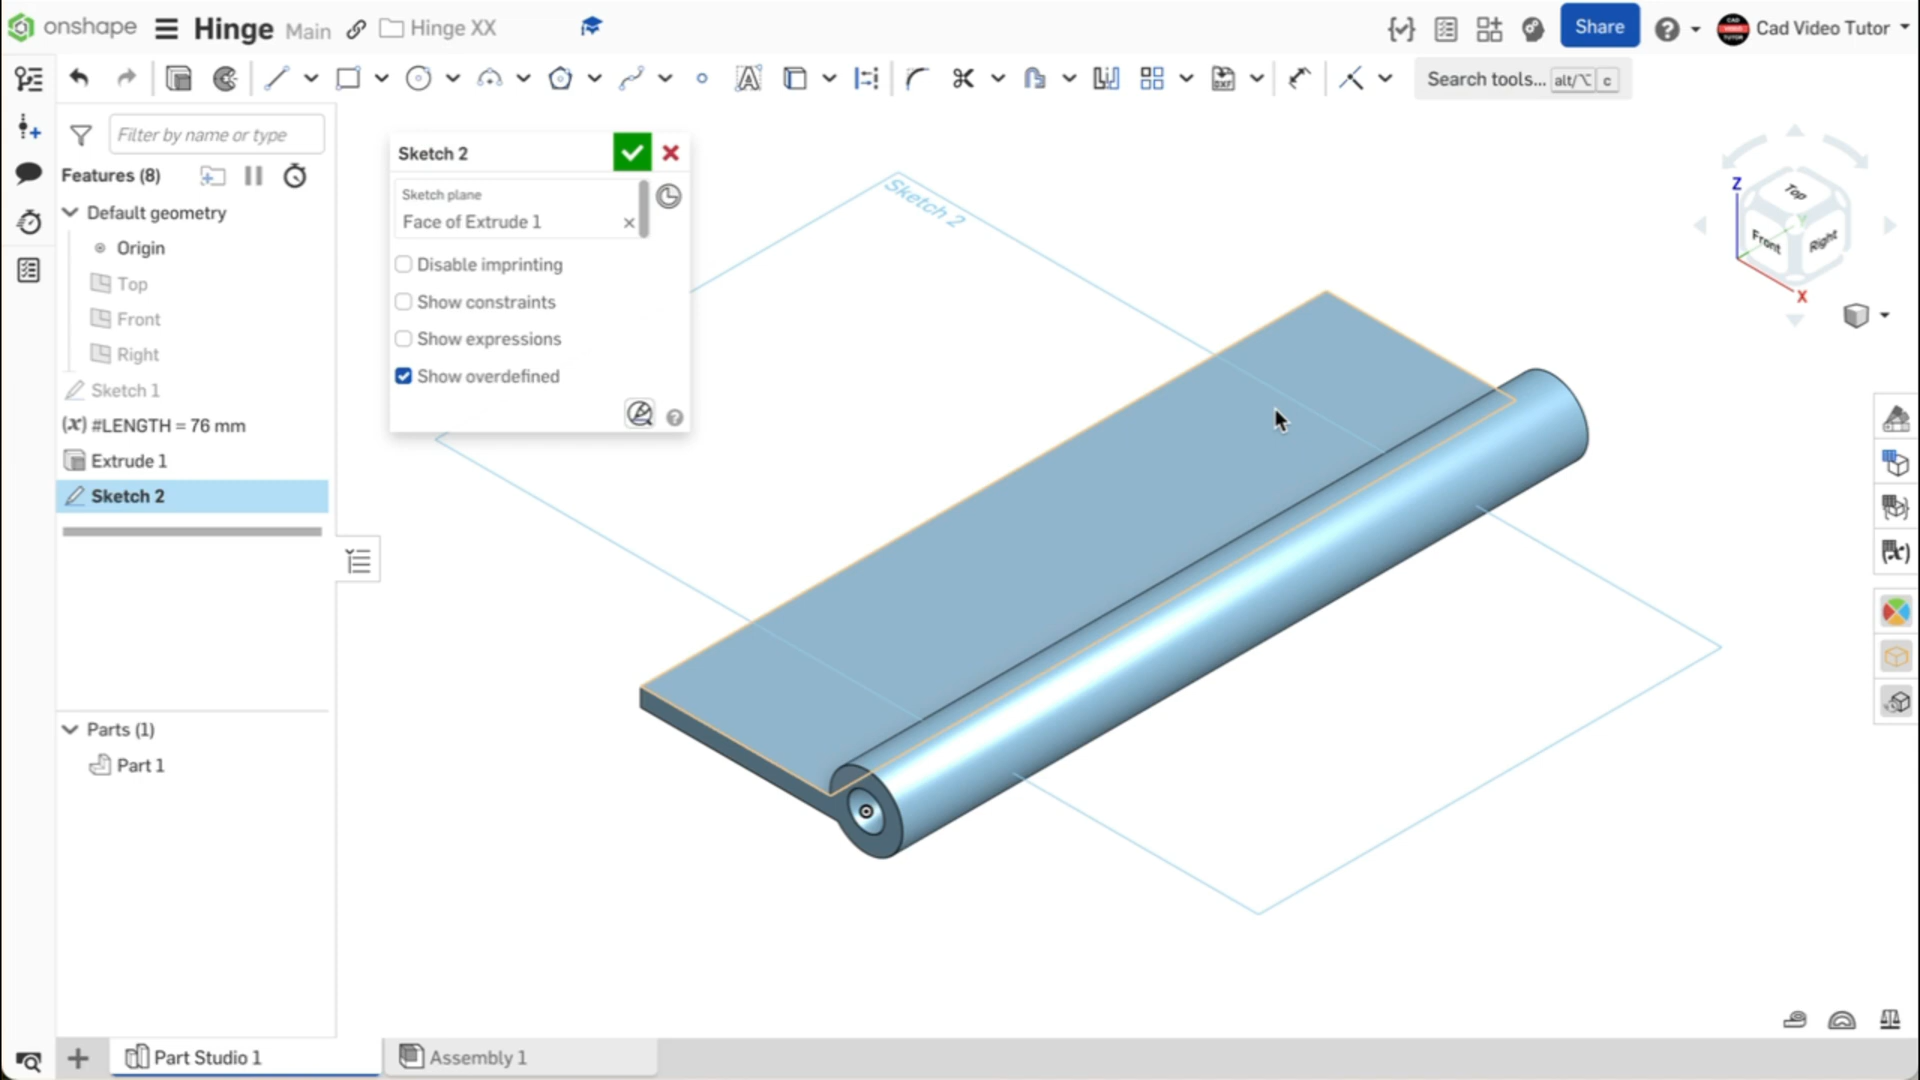 onshape Hinge Main Hinge XX Share Cad Video Tutor
Search tools... alt/⌥ c
Filter by name or type
Features (8)
Default geometry
Origin
Top
Front
Right
Sketch 1
(x) #LENGTH = 76 mm
Extrude 1
Sketch 2
Parts (1)
Part 1
Sketch 2
Sketch plane
Face of Extrude 1
Disable imprinting
Show constraints
Show expressions
Show overdefined
Sketch 2
Z
Top
Y
Front
Right
X
Part Studio 1
Assembly 1